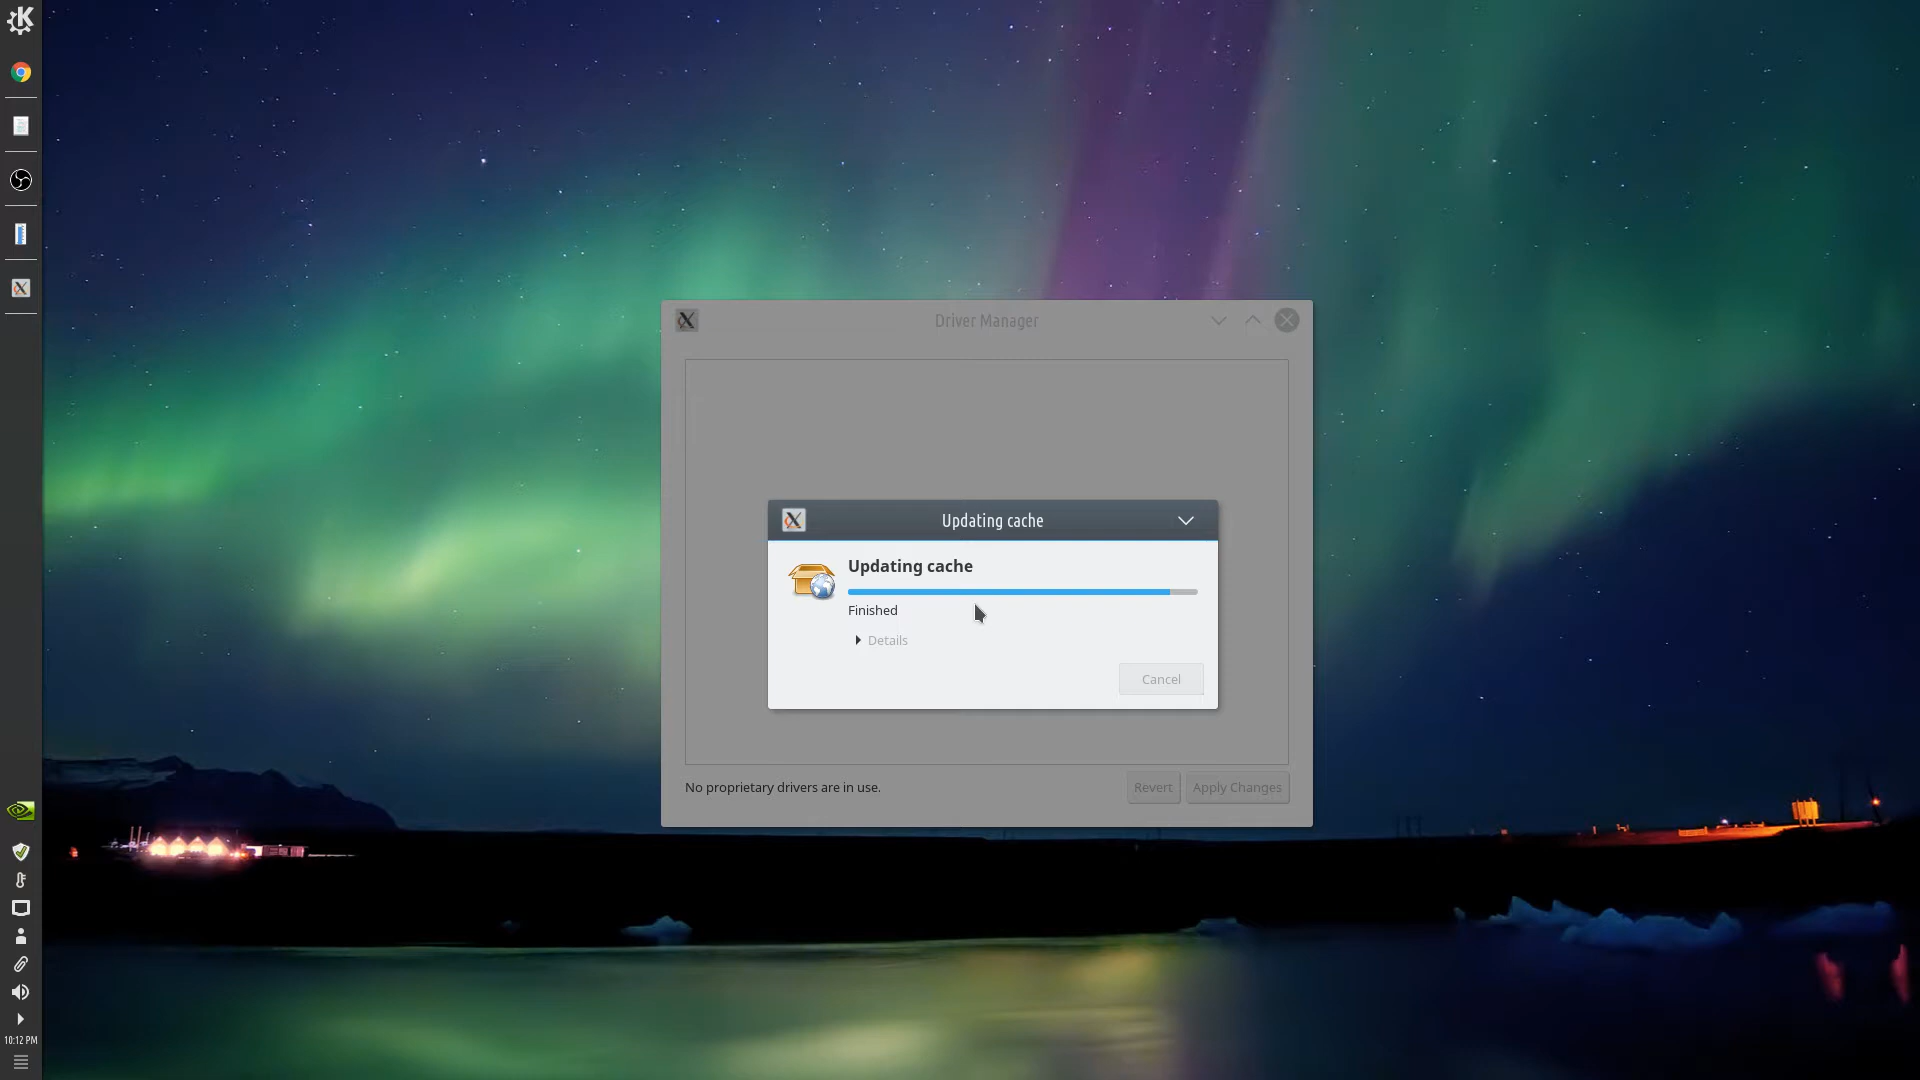 Driver Manager
Updating cache
Updating cache
Finished
Details
Cancel
No proprietary drivers are in use.
Revert
Apply Changes
10:12 PM